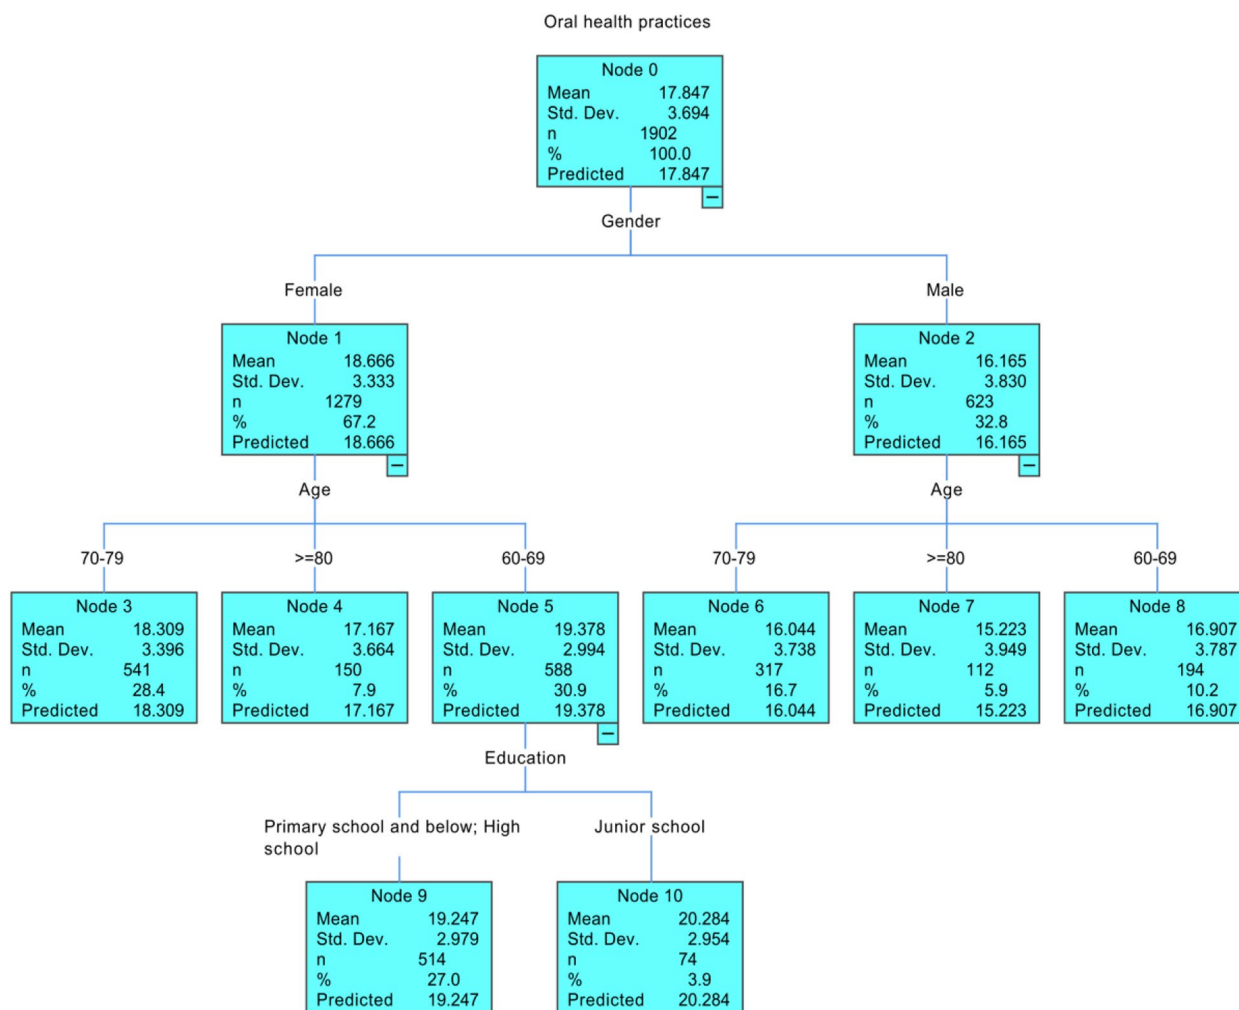 Oral health practices
Node 0
Mean 17.847
Std. Dev. 3.694
n 1902
% 100.0
Predicted 17.847
Gender
Female
Male
Node 1
Mean 18.666
Std. Dev. 3.333
n 1279
% 67.2
Predicted 18.666
Node 2
Mean 16.165
Std. Dev. 3.830
n 623
% 32.8
Predicted 16.165
Age
Age
70-79
>=80
60-69
70-79
>=80
60-69
Node 3
Mean 18.309
Std. Dev. 3.396
n 541
% 28.4
Predicted 18.309
Node 4
Mean 17.167
Std. Dev. 3.664
n 150
% 7.9
Predicted 17.167
Node 5
Mean 19.378
Std. Dev. 2.994
n 588
% 30.9
Predicted 19.378
Node 6
Mean 16.044
Std. Dev. 3.738
n 317
% 16.7
Predicted 16.044
Node 7
Mean 15.223
Std. Dev. 3.949
n 112
% 5.9
Predicted 15.223
Node 8
Mean 16.907
Std. Dev. 3.787
n 194
% 10.2
Predicted 16.907
Education
Primary school and below; High
school
Junior school
Node 9
Mean 19.247
Std. Dev. 2.979
n 514
% 27.0
Predicted 19.247
Node 10
Mean 20.284
Std. Dev. 2.954
n 74
% 3.9
Predicted 20.284